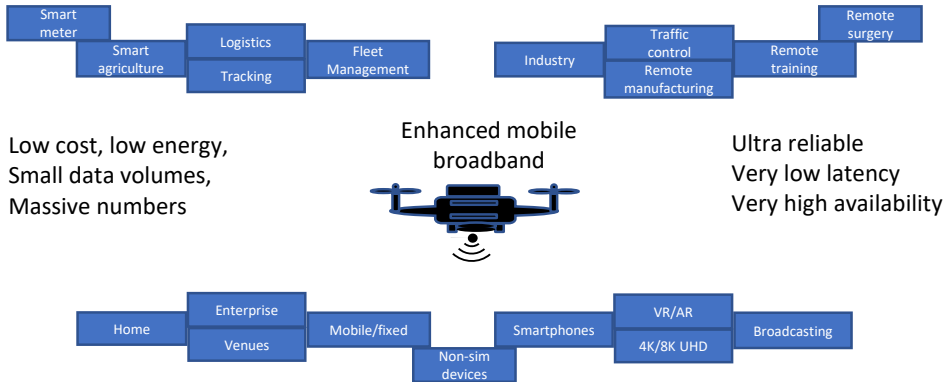 Smart
meter
Smart
agriculture
Logistics
Tracking
Fleet
Management
Industry
Traffic
control
Remote
manufacturing
Remote
training
Remote
surgery
Low cost, low energy,
Small data volumes,
Massive numbers
Enhanced mobile
broadband
Ultra reliable
Very low latency
Very high availability
Home
Enterprise
Venues
Mobile/fixed
Non-sim
devices
Smartphones
VR/AR
4K/8K UHD
Broadcasting